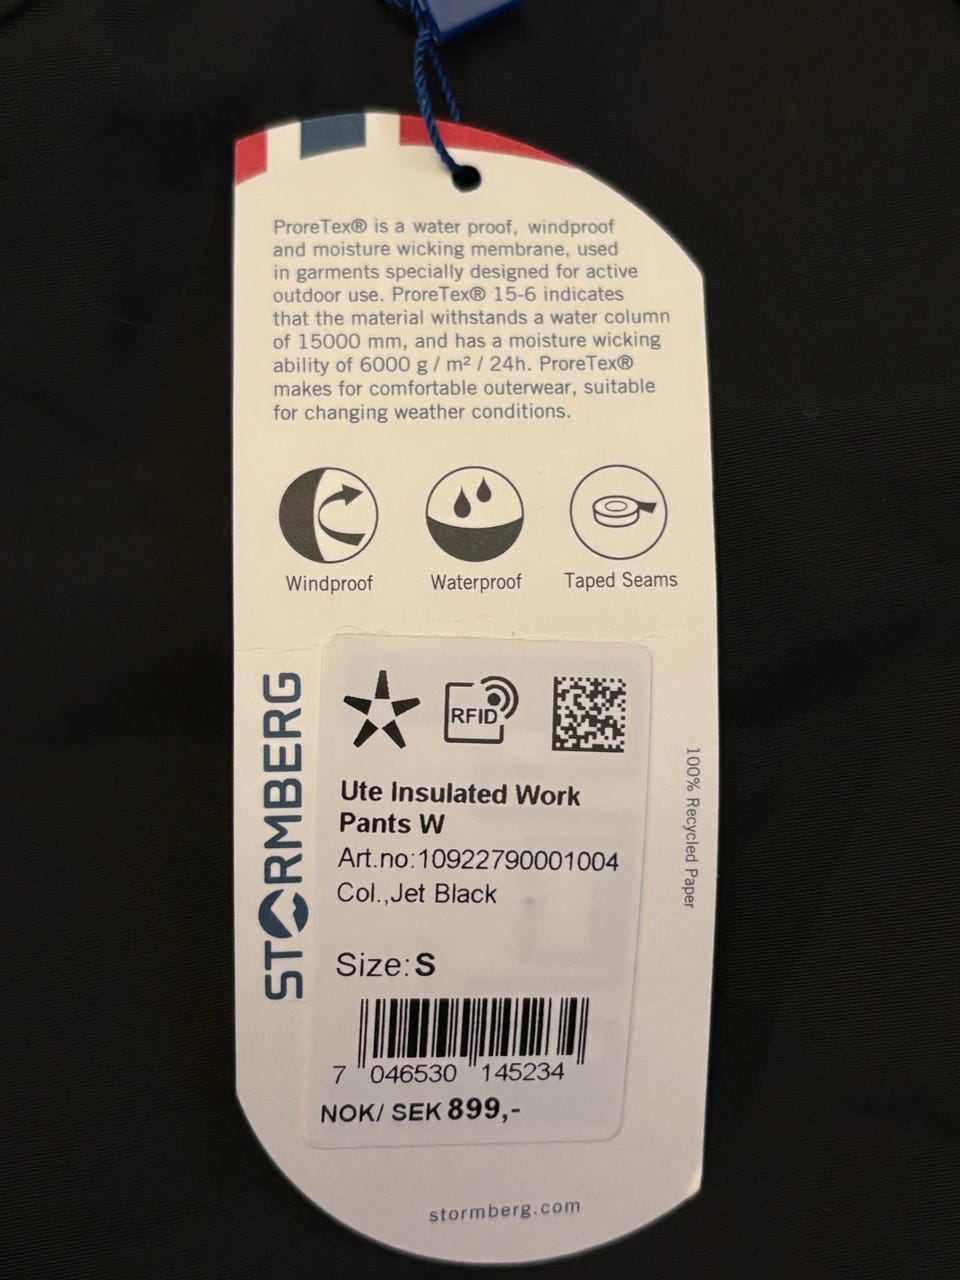 ProreTex® is a water proof, windproof
and moisture wicking membrane, used
in garments specially designed for active
outdoor use. ProreTex® 15-6 indicates
that the material withstands a water column
of 15000 mm, and has a moisture wicking
ability of 6000 g / m² / 24h. ProreTex®
makes for comfortable outerwear, suitable
for changing weather conditions.
Windproof
Waterproof
Taped Seams
STORMBERG
RFID
Ute Insulated Work
Pants W
Art.no:10922790001004
Col.,Jet Black
Size:S
7 046530 145234
NOK/ SEK 899,-
100% Recycled Paper
stormberg.com